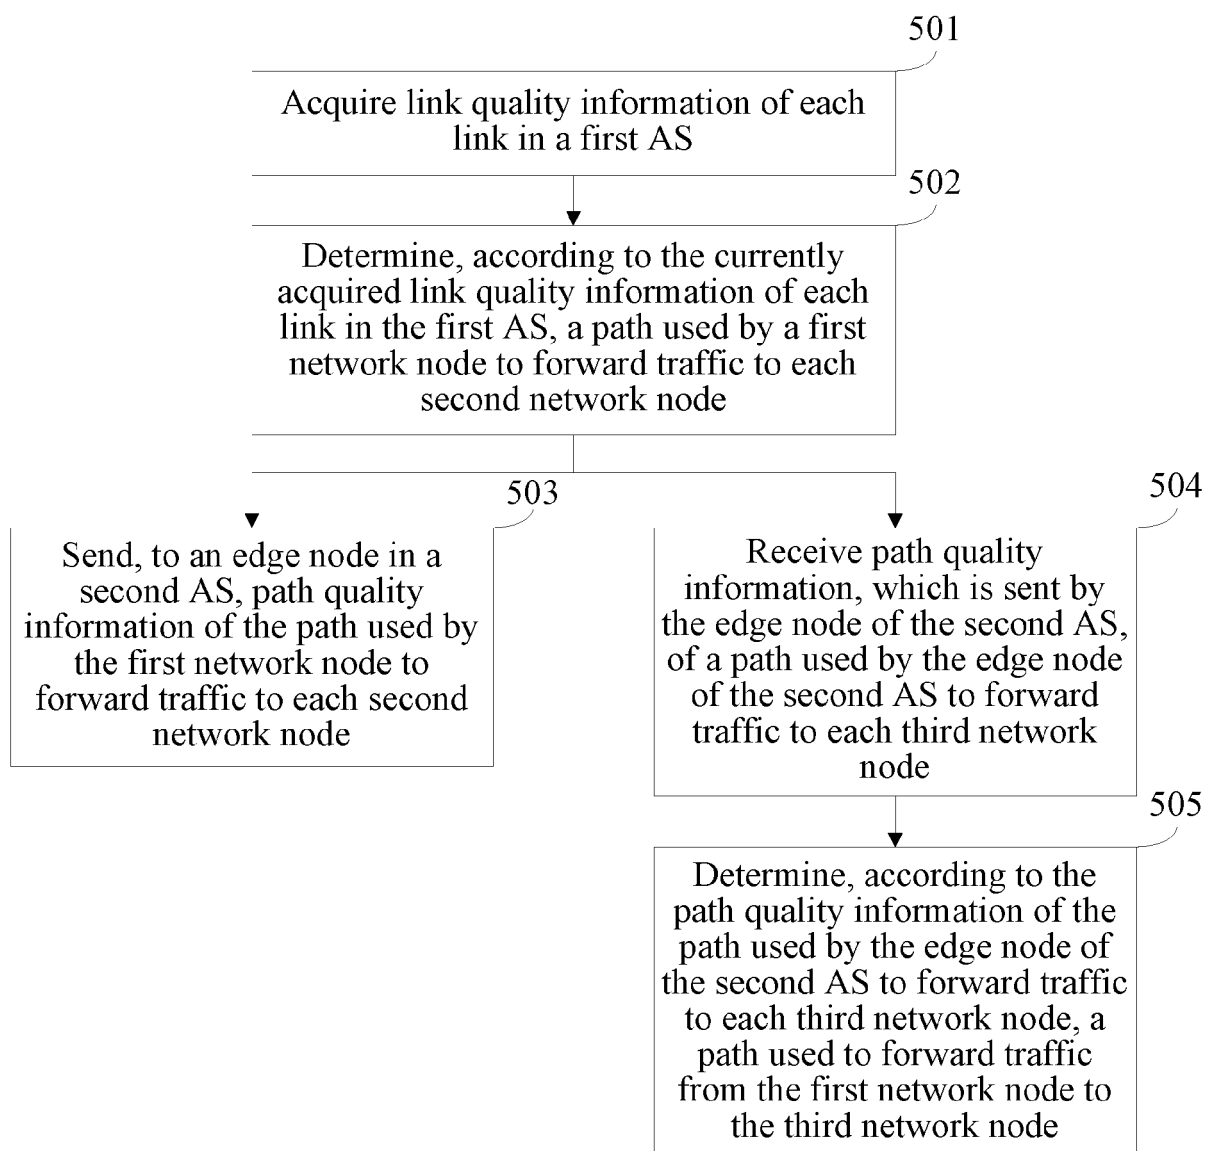 501
Acquire link quality information of each
link in a first AS
502
Determine, according to the currently
acquired link quality information of each
link in the first AS, a path used by a first
network node to forward traffic to each
second network node
503
Send, to an edge node in a
second AS, path quality
information of the path used by
the first network node to
forward traffic to each second
network node
504
Receive path quality
information, which is sent by
the edge node of the second AS,
of a path used by the edge node
of the second AS to forward
traffic to each third network
node
505
Determine, according to the
path quality information of the
path used by the edge node of
the second AS to forward traffic
to each third network node, a
path used to forward traffic
from the first network node to
the third network node